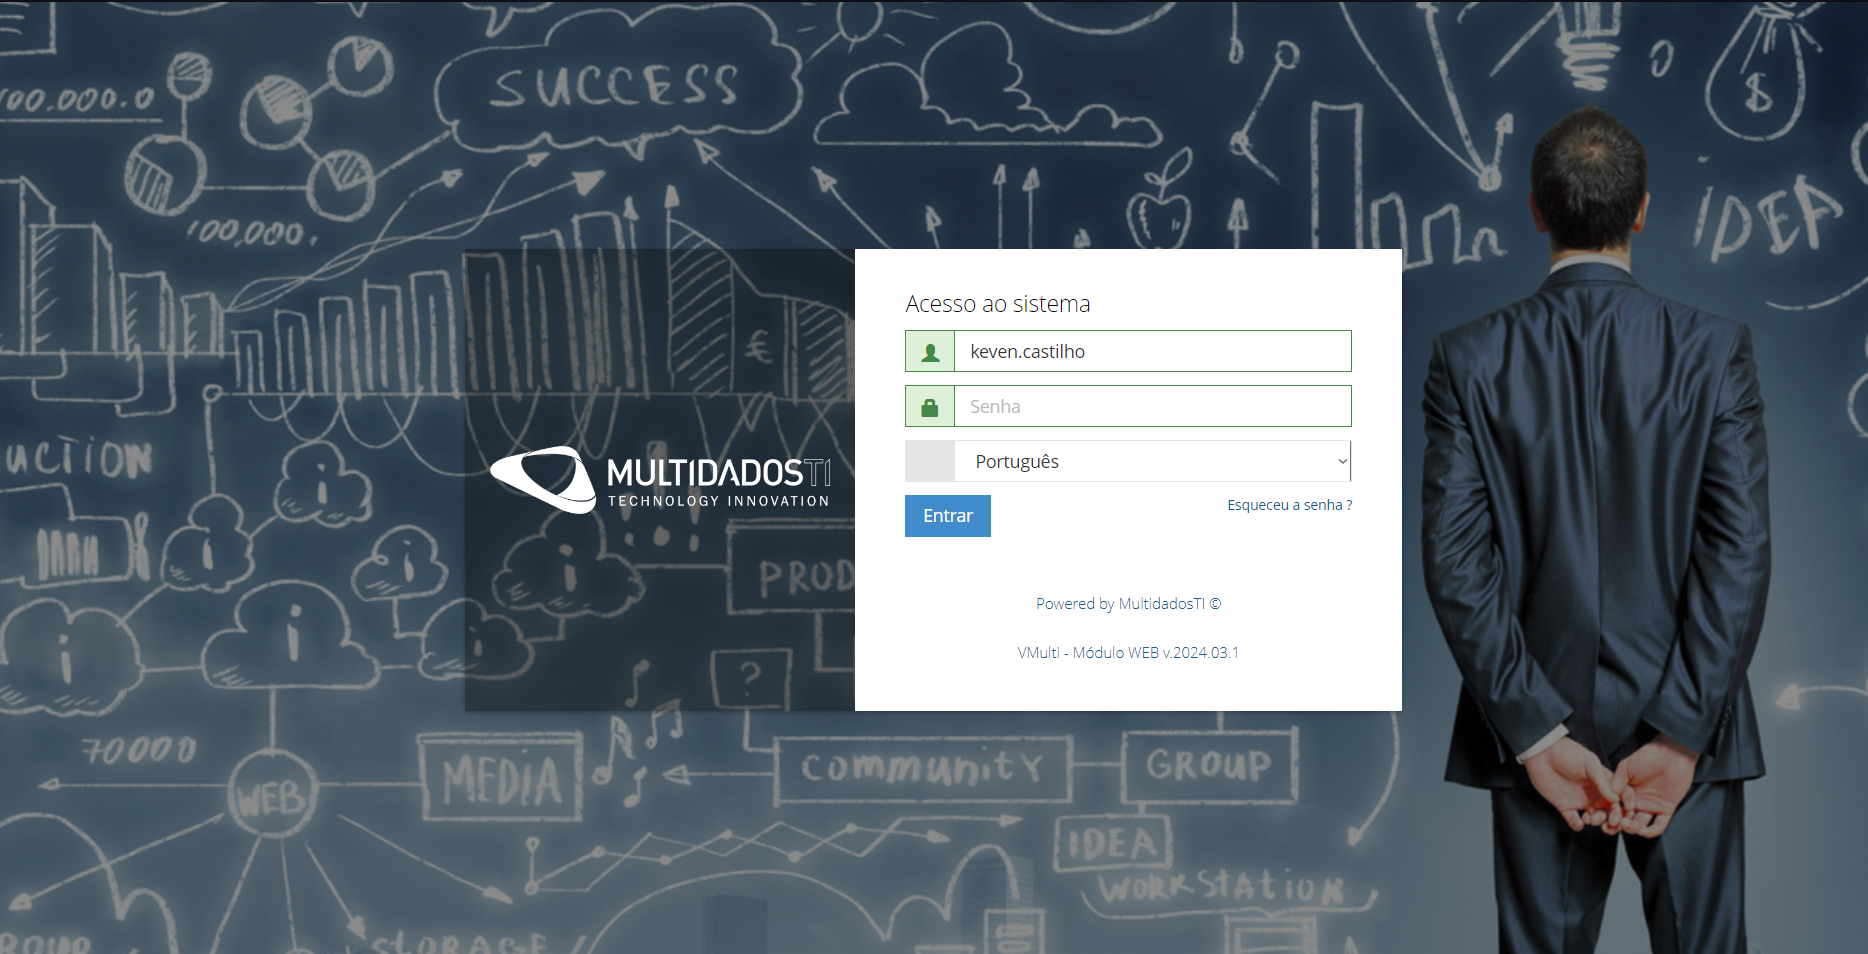 SUCCESS
100.000.0
100,000.
IDEA
$
€
Acesso ao sistema
keven.castilho
Senha
Português
Entrar
Esqueceu a senha ?
Powered by MultidadosTI ©
VMulti - Módulo WEB v.2024.03.1
MULTIDADOSTI
TECHNOLOGY INNOVATION
UCTION
PROD
i
i
i
i
i
?
70000
WEB
MEDIA
community
GROUP
IDEA
WORKSTATION
STORAGE